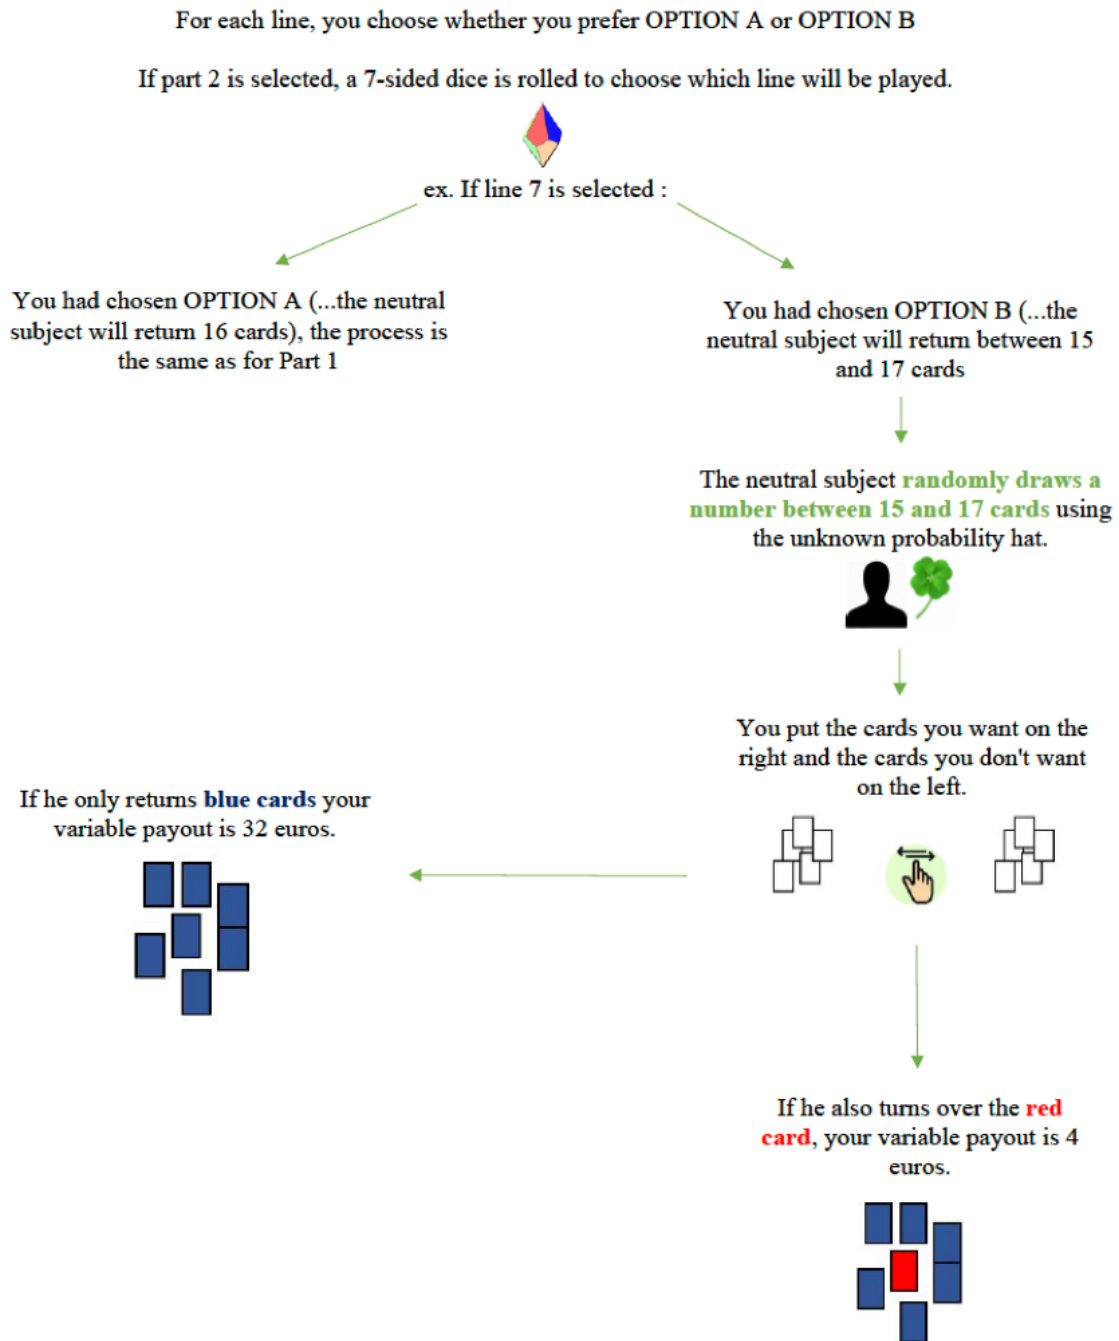 For each line, you choose whether you prefer OPTION A or OPTION B
If part 2 is selected, a 7-sided dice is rolled to choose which line will be played.
ex. If line 7 is selected :
You had chosen OPTION A (...the neutral
subject will return 16 cards), the process is
the same as for Part 1
You had chosen OPTION B (...the
neutral subject will return between 15
and 17 cards
The neutral subject randomly draws a
number between 15 and 17 cards using
the unknown probability hat.
You put the cards you want on the
right and the cards you don't want
on the left.
If he only returns blue cards your
variable payout is 32 euros.
If he also turns over the red
card, your variable payout is 4
euros.